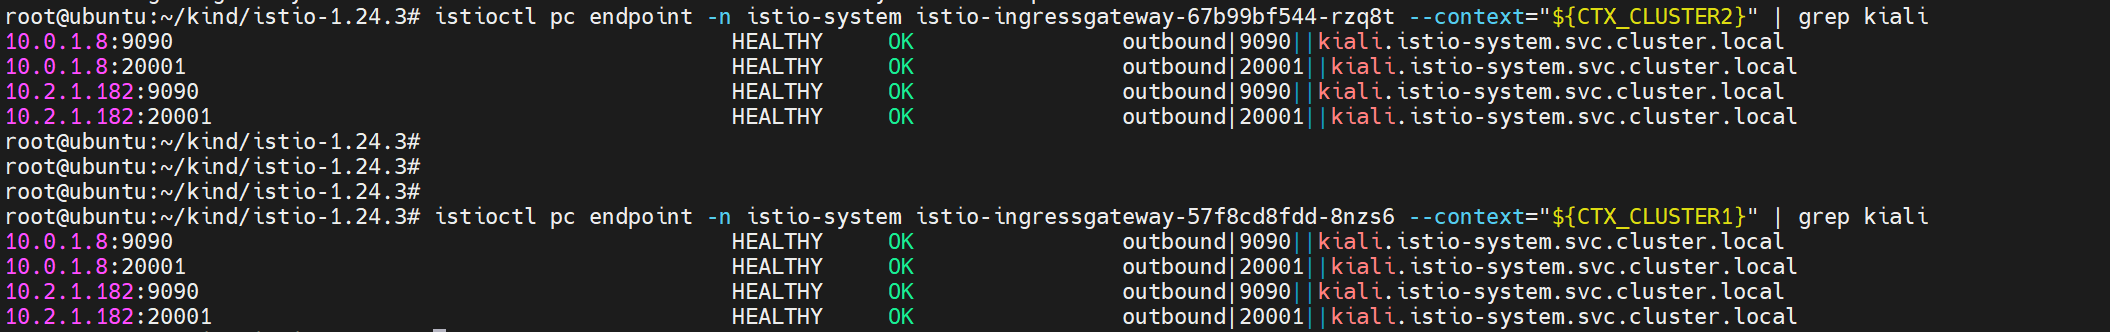 root@ubuntu:~/kind/istio-1.24.3# istioctl pc endpoint -n istio-system istio-ingressgateway-67b99bf544-rzq8t --context="${CTX_CLUSTER2}" | grep kiali
10.0.1.8:9090 HEALTHY OK outbound|9090||kiali.istio-system.svc.cluster.local
10.0.1.8:20001 HEALTHY OK outbound|20001||kiali.istio-system.svc.cluster.local
10.2.1.182:9090 HEALTHY OK outbound|9090||kiali.istio-system.svc.cluster.local
10.2.1.182:20001 HEALTHY OK outbound|20001||kiali.istio-system.svc.cluster.local
root@ubuntu:~/kind/istio-1.24.3#
root@ubuntu:~/kind/istio-1.24.3#
root@ubuntu:~/kind/istio-1.24.3#
root@ubuntu:~/kind/istio-1.24.3# istioctl pc endpoint -n istio-system istio-ingressgateway-57f8cd8fdd-8nzs6 --context="${CTX_CLUSTER1}" | grep kiali
10.0.1.8:9090 HEALTHY OK outbound|9090||kiali.istio-system.svc.cluster.local
10.0.1.8:20001 HEALTHY OK outbound|20001||kiali.istio-system.svc.cluster.local
10.2.1.182:9090 HEALTHY OK outbound|9090||kiali.istio-system.svc.cluster.local
10.2.1.182:20001 HEALTHY OK outbound|20001||kiali.istio-system.svc.cluster.local